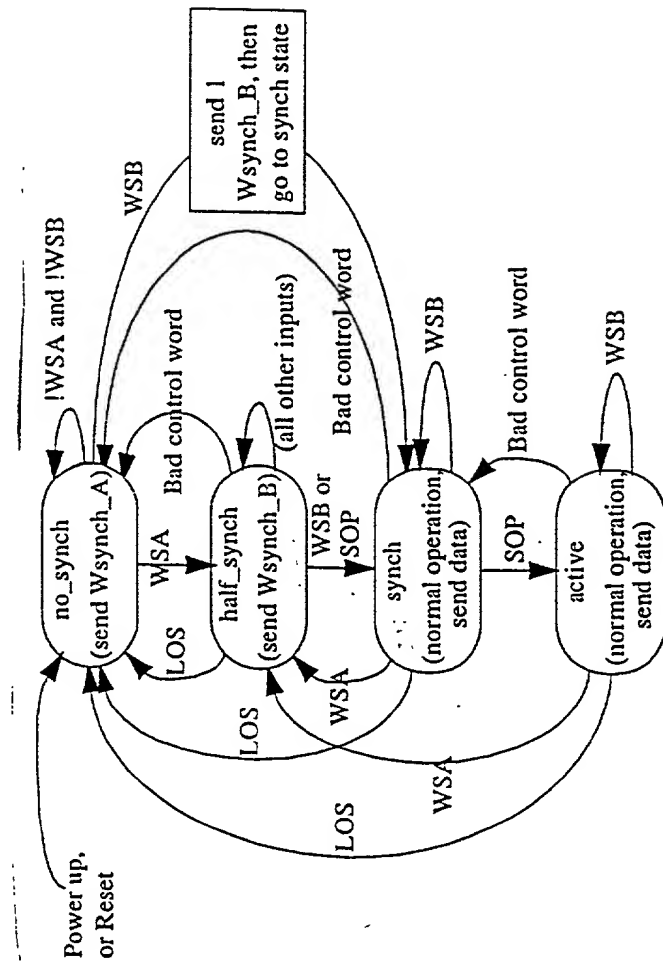 Power up,
or Reset
no_synch
(send Wsynch_A)
!WSA and !WSB
WSB
send 1
Wsynch_B, then
go to synch state
LOS
WSA
Bad control word
half_synch
(send Wsynch_B)
(all other inputs)
LOS
WSA
WSB or
SOP
Bad control word
synch
(normal operation,
send data)
WSB
LOS
WSA
SOP
Bad control word
active
(normal operation,
send data)
WSB